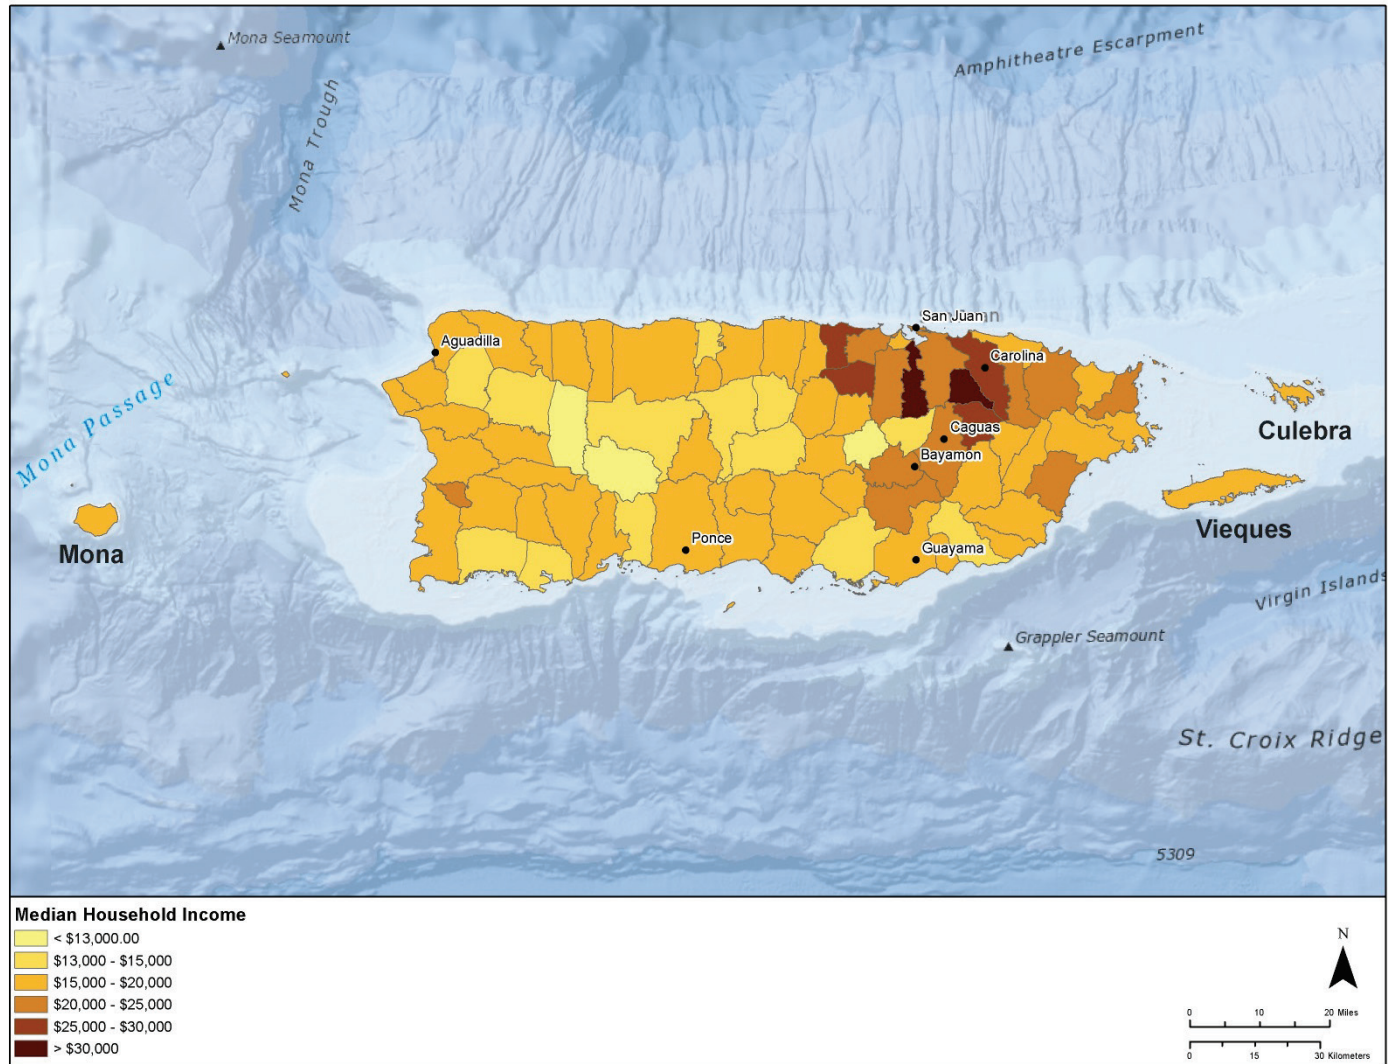 Mona Seamount
Amphitheatre Escarpment
Mona Trough
San Juan
Aguadilla
Carolina
Mona Passage
Culebra
Caguas
Bayamon
Vieques
Mona
Ponce
Guayama
Virgin Islands
Grappler Seamount
St. Croix Ridge
5309
Median Household Income
< $13,000.00
$13,000 - $15,000
$15,000 - $20,000
$20,000 - $25,000
$25,000 - $30,000
> $30,000
N
0 10 20 Miles
0 15 30 Kilometers